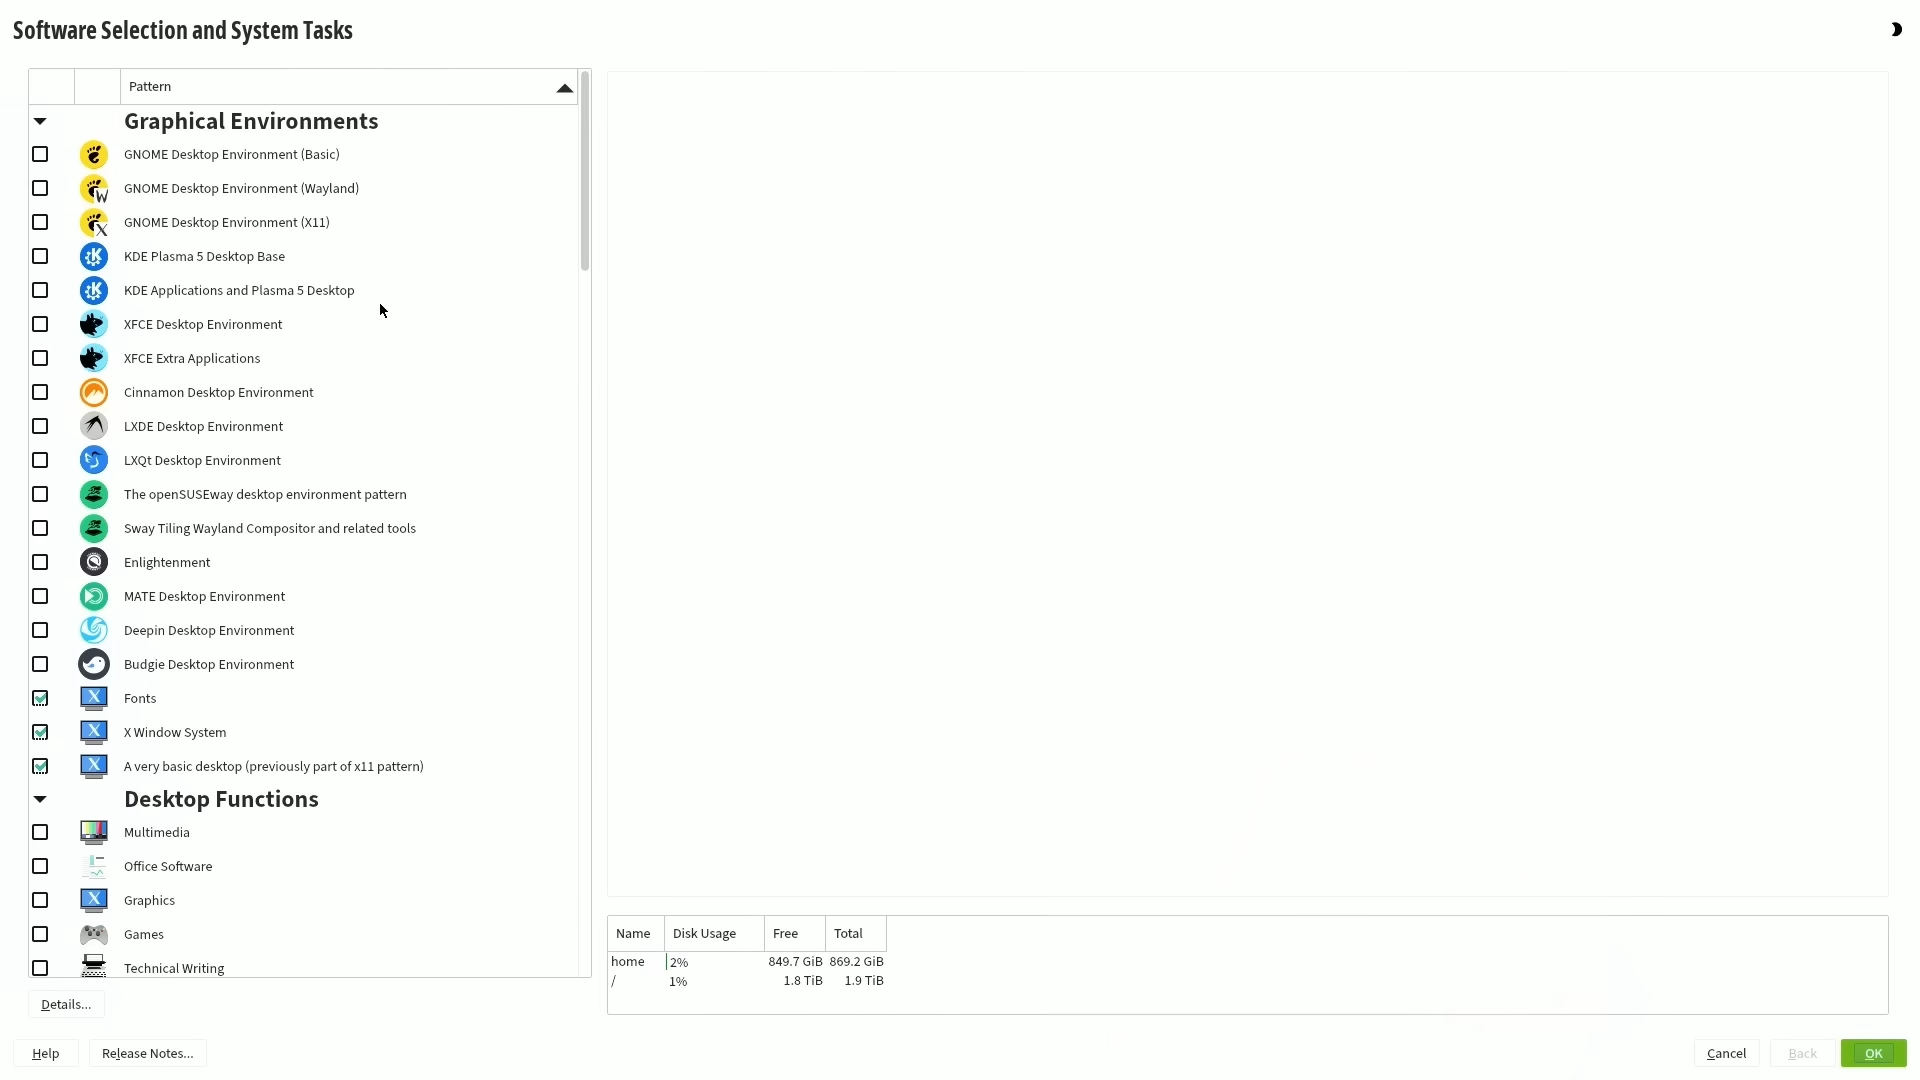 Software Selection and System Tasks
Pattern
Graphical Environments
GNOME Desktop Environment (Basic)
GNOME Desktop Environment (Wayland)
GNOME Desktop Environment (X11)
KDE Plasma 5 Desktop Base
KDE Applications and Plasma 5 Desktop
XFCE Desktop Environment
XFCE Extra Applications
Cinnamon Desktop Environment
LXDE Desktop Environment
LXQt Desktop Environment
The openSUSEway desktop environment pattern
Sway Tiling Wayland Compositor and related tools
Enlightenment
MATE Desktop Environment
Deepin Desktop Environment
Budgie Desktop Environment
Fonts
X Window System
A very basic desktop (previously part of x11 pattern)
Desktop Functions
Multimedia
Office Software
Graphics
Games
Technical Writing
Details...
Name Disk Usage Free Total
home 2% 849.7 GiB 869.2 GiB
/ 1% 1.8 TiB 1.9 TiB
Help Release Notes... Cancel Back OK